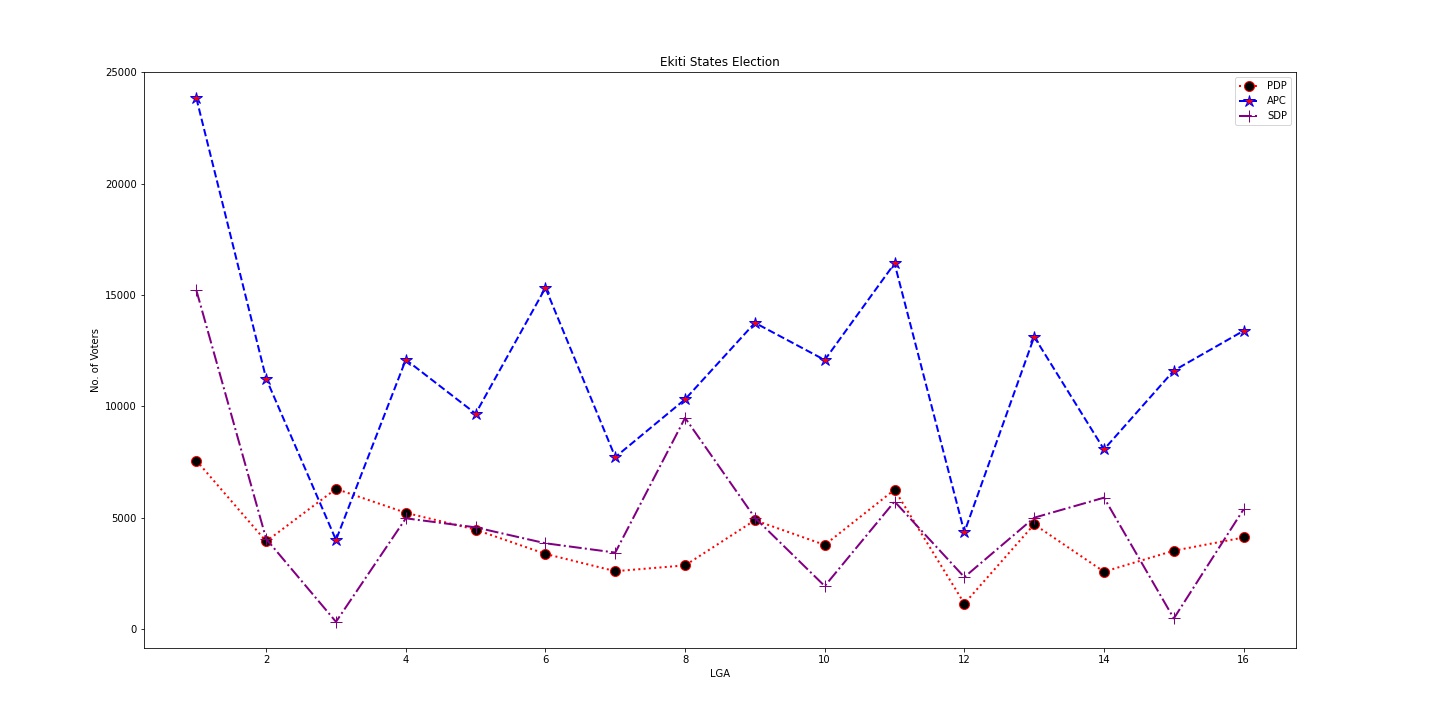 Ekiti States Election
PDP
APC
SDP
25000
20000
15000
10000
5000
0
No. of Voters
2 4 6 8 10 12 14 16
LGA